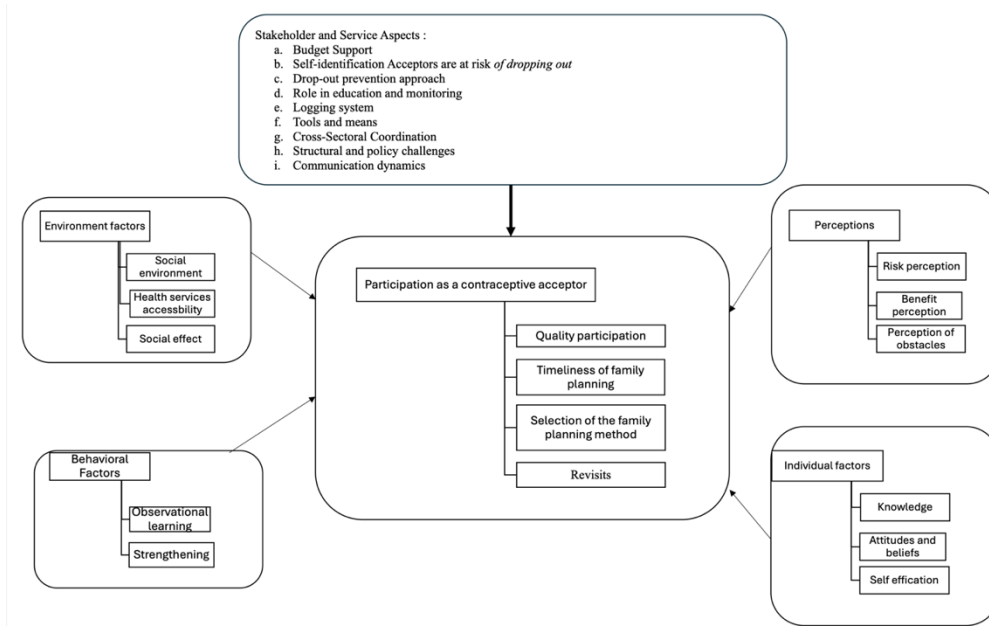 Stakeholder and Service Aspects :
a. Budget Support
b. Self-identification Acceptors are at risk of dropping out
c. Drop-out prevention approach
d. Role in education and monitoring
e. Logging system
f. Tools and means
g. Cross-Sectoral Coordination
h. Structural and policy challenges
i. Communication dynamics
Environment factors
Social
environment
Health services
accessbility
Social effect
Participation as a contraceptive acceptor
Quality participation
Timeliness of family
planning
Selection of the family
planning method
Revisits
Perceptions
Risk perception
Benefit
perception
Perception of
obstacles
Behavioral
Factors
Observational
learning
Strengthening
Individual factors
Knowledge
Attitudes and
beliefs
Self effication